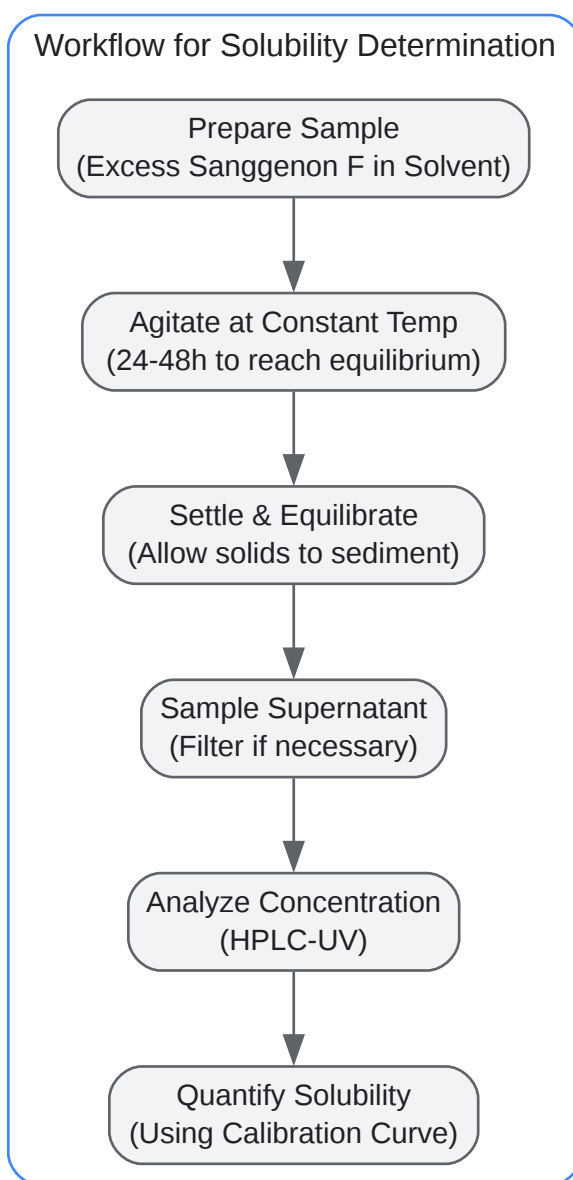 Workflow for Solubility Determination
Prepare Sample
(Excess Sanggenon F in Solvent)
Agitate at Constant Temp
(24-48h to reach equilibrium)
Settle & Equilibrate
(Allow solids to sediment)
Sample Supernatant
(Filter if necessary)
Analyze Concentration
(HPLC-UV)
Quantify Solubility
(Using Calibration Curve)